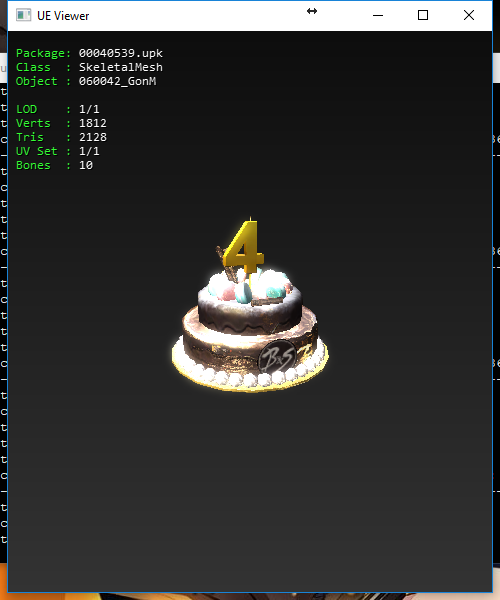 UE Viewer
Package: 00040539.upk
Class : SkeletalMesh
Object : 060042_GonM
LOD : 1/1
Verts : 1812
Tris : 2128
UV Set : 1/1
Bones : 10
4
B&S